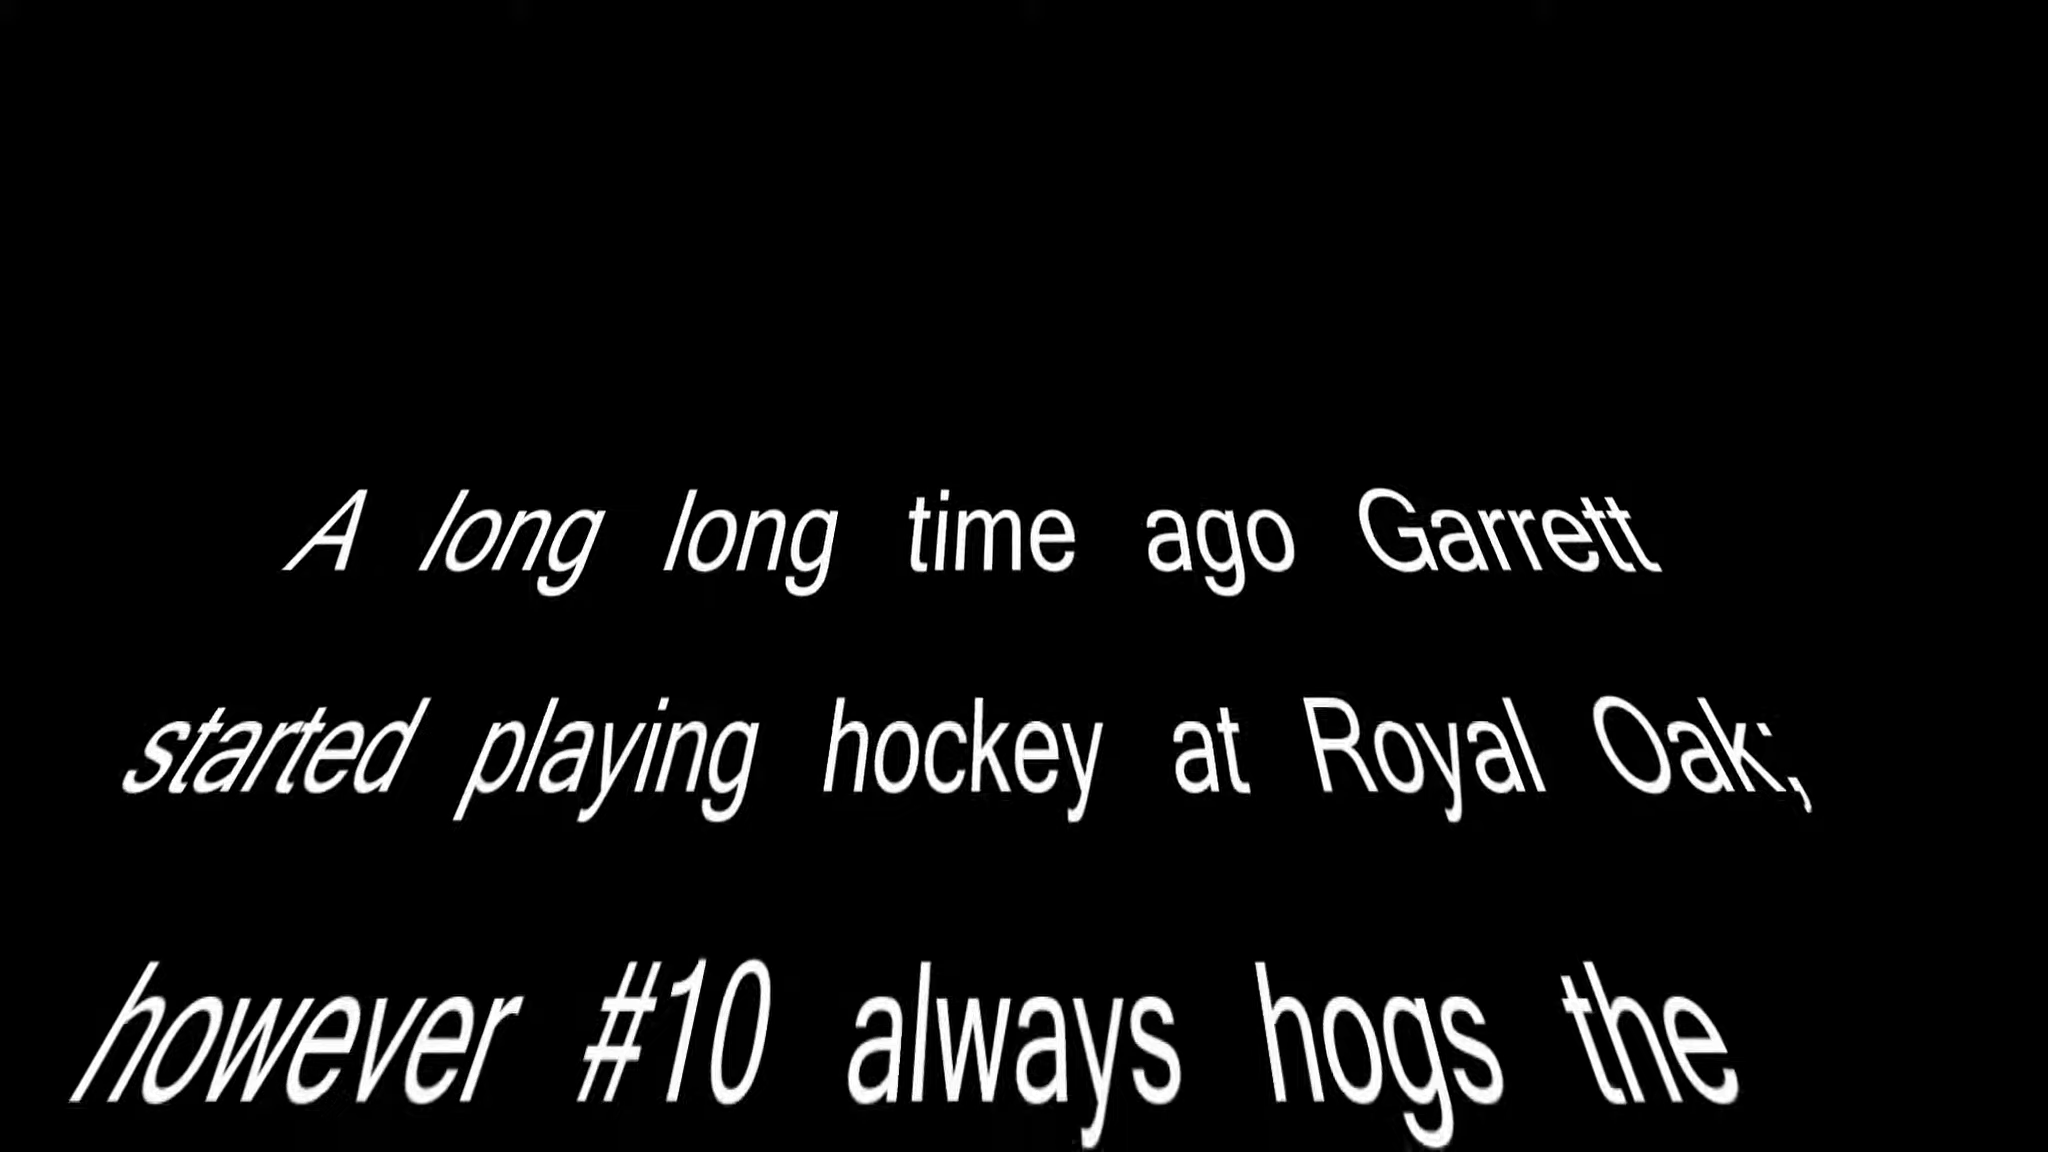 A long long time ago Garrett
started playing hockey at Royal Oak;
however #10 always hogs the